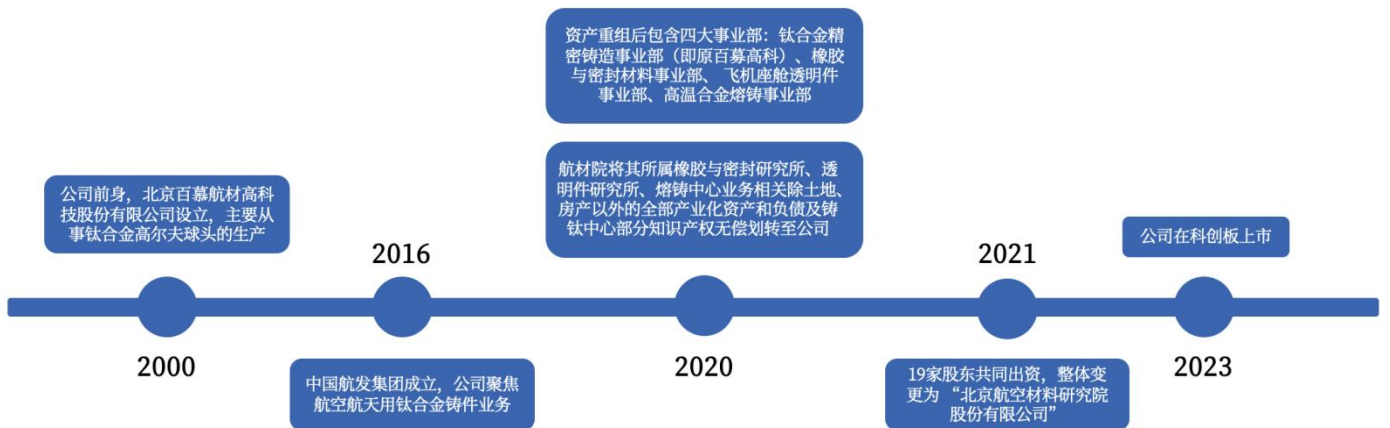 公司前身，北京百慕航材高科
技股份有限公司设立，主要从
事钛合金高尔夫球头的生产
2000
2016
中国航发集团成立，公司聚焦
航空航天用钛合金铸件业务
资产重组后包含四大事业部：钛合金精
密铸造事业部（即原百募高科）、橡胶
与密封材料事业部、 飞机座舱透明件
事业部、高温合金熔铸事业部
航材院将其所属橡胶与密封研究所、透
明件研究所、熔铸中心业务相关除土地、
房产以外的全部产业化资产和负债及铸
钛中心部分知识产权无偿划转至公司
2020
2021
19家股东共同出资，整体变
更为 “北京航空材料研究院
股份有限公司”
公司在科创板上市
2023